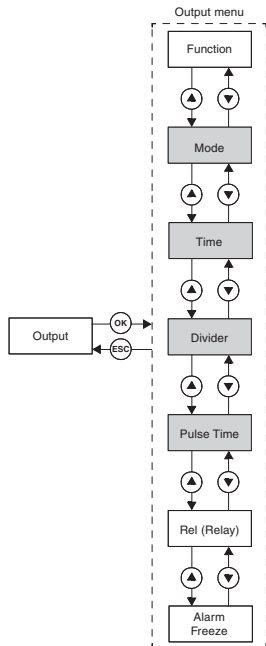 Output menu
Function
Mode
Time
Output
OK
ESC
Divider
Pulse Time
Rel (Relay)
Alarm
Freeze